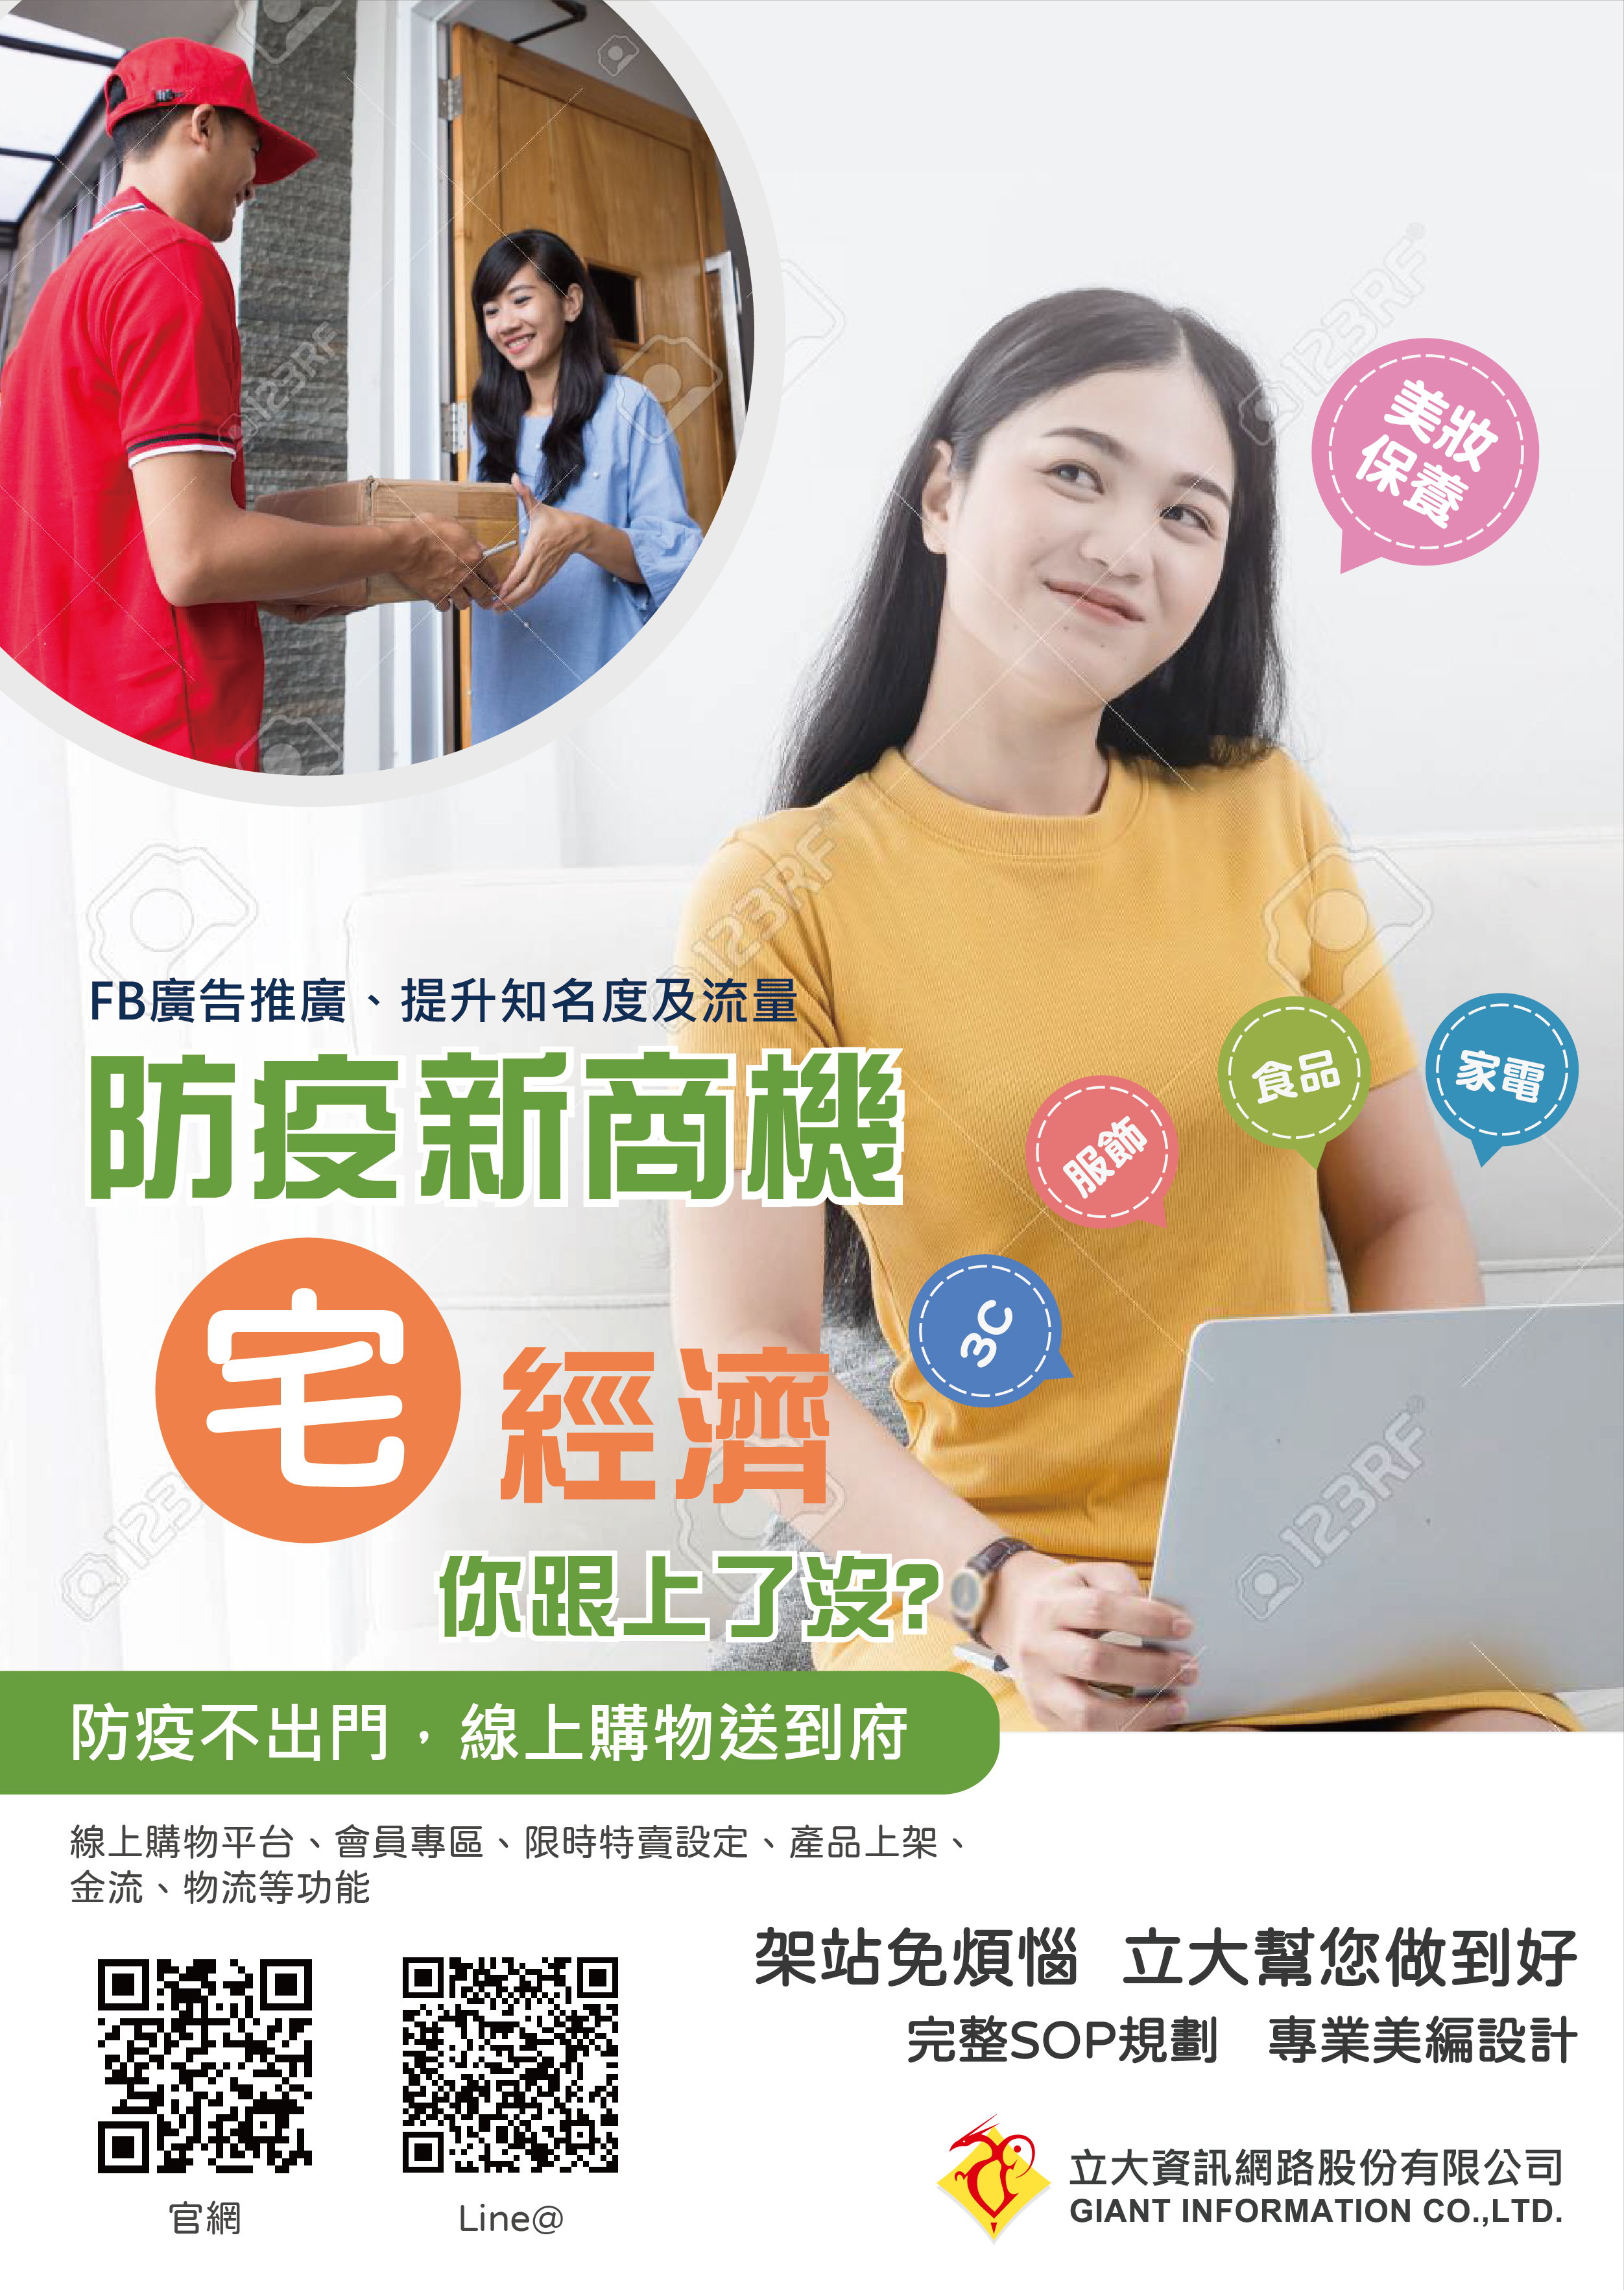 美妝
保養
FB廣告推廣、提升知名度及流量
防疫新商機
食品
家電
服飾
3C
宅經濟
你跟上了沒?
防疫不出門，線上購物送到府
線上購物平台、會員專區、限時特賣設定、產品上架、
金流、物流等功能
架站免煩惱 立大幫您做到好
完整SOP規劃 專業美編設計
立大資訊網路股份有限公司
GIANT INFORMATION CO.,LTD.
官網
Line@
123RF
123RF
123RF
123RF
123RF